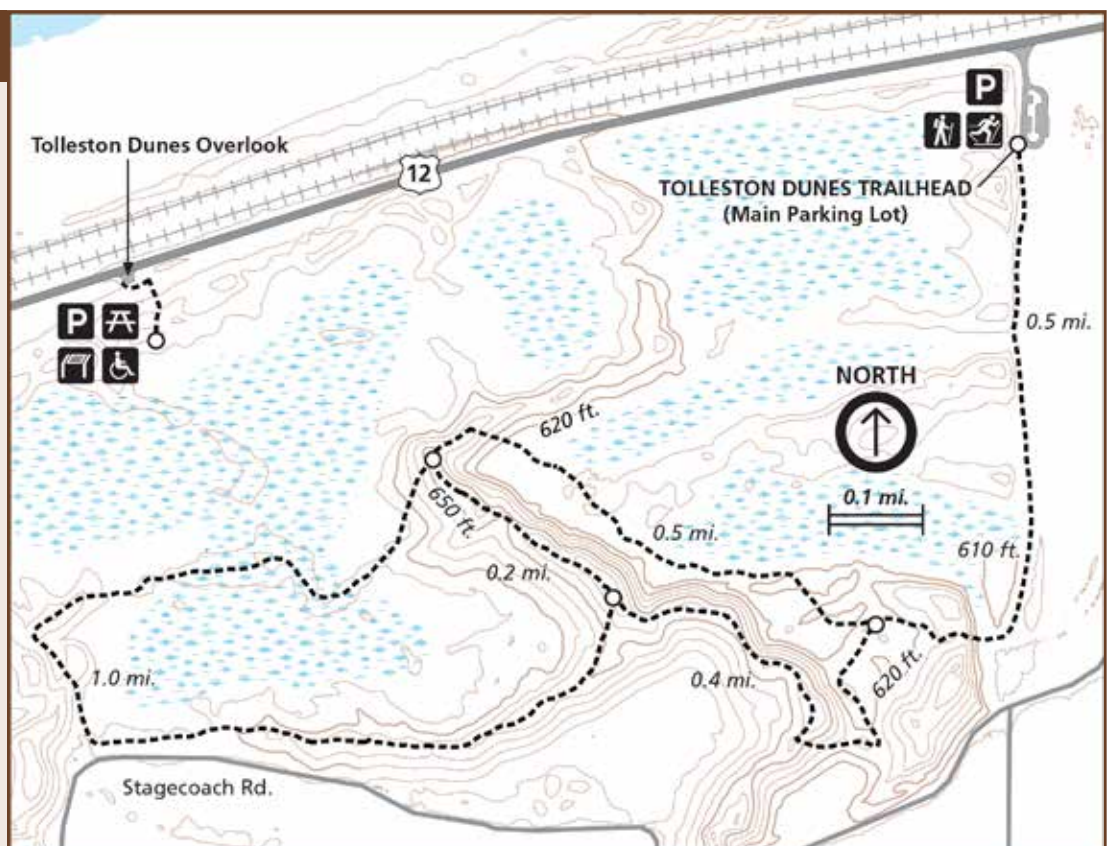 Tolleston Dunes Overlook
12
P
TOLLESTON DUNES TRAILHEAD
(Main Parking Lot)
P
0.5 mi.
NORTH
620 ft.
0.1 mi.
650 ft.
0.5 mi.
610 ft.
0.2 mi.
620 ft.
1.0 mi.
0.4 mi.
Stagecoach Rd.